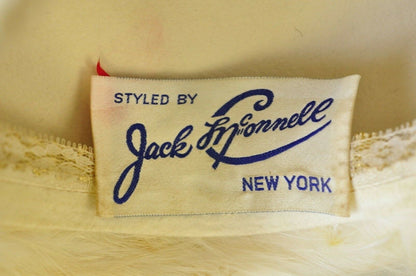 STYLED BY
Jack McConnell
NEW YORK